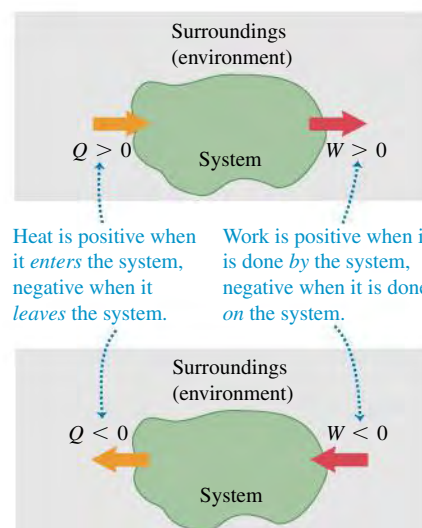 Surroundings
(environment)
Q > 0
System
W > 0
Heat is positive when
it enters the system,
negative when it
leaves the system.
Work is positive when i
is done by the system,
negative when it is done
on the system.
Surroundings
(environment)
Q < 0
W < 0
System